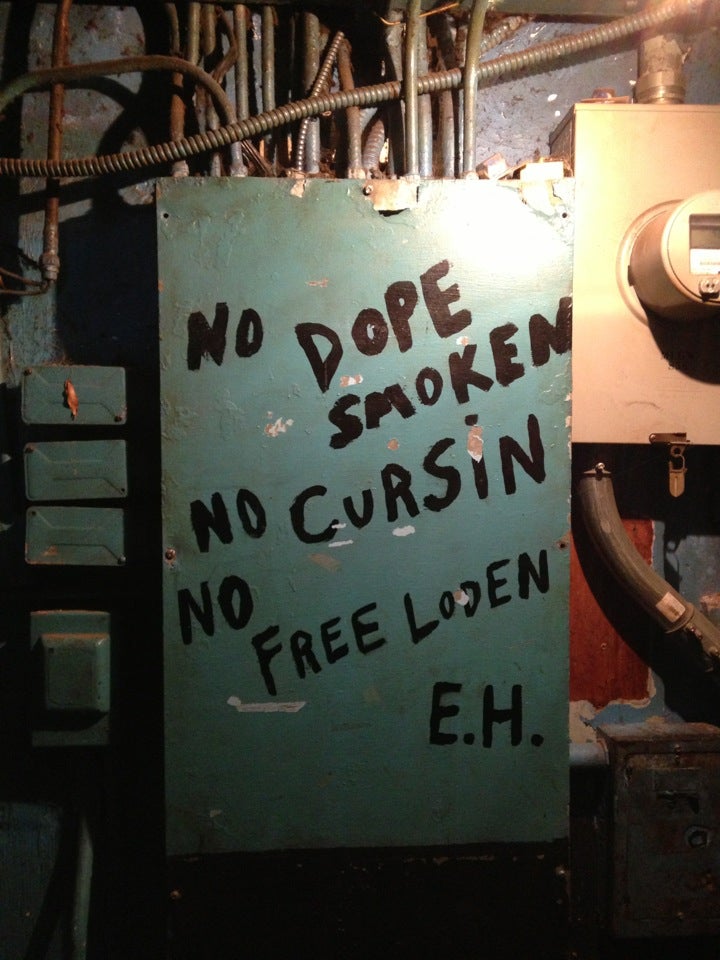 NO DOPE
SMOKEN
NO CURSIN
NO
FREE LODEN
E.H.